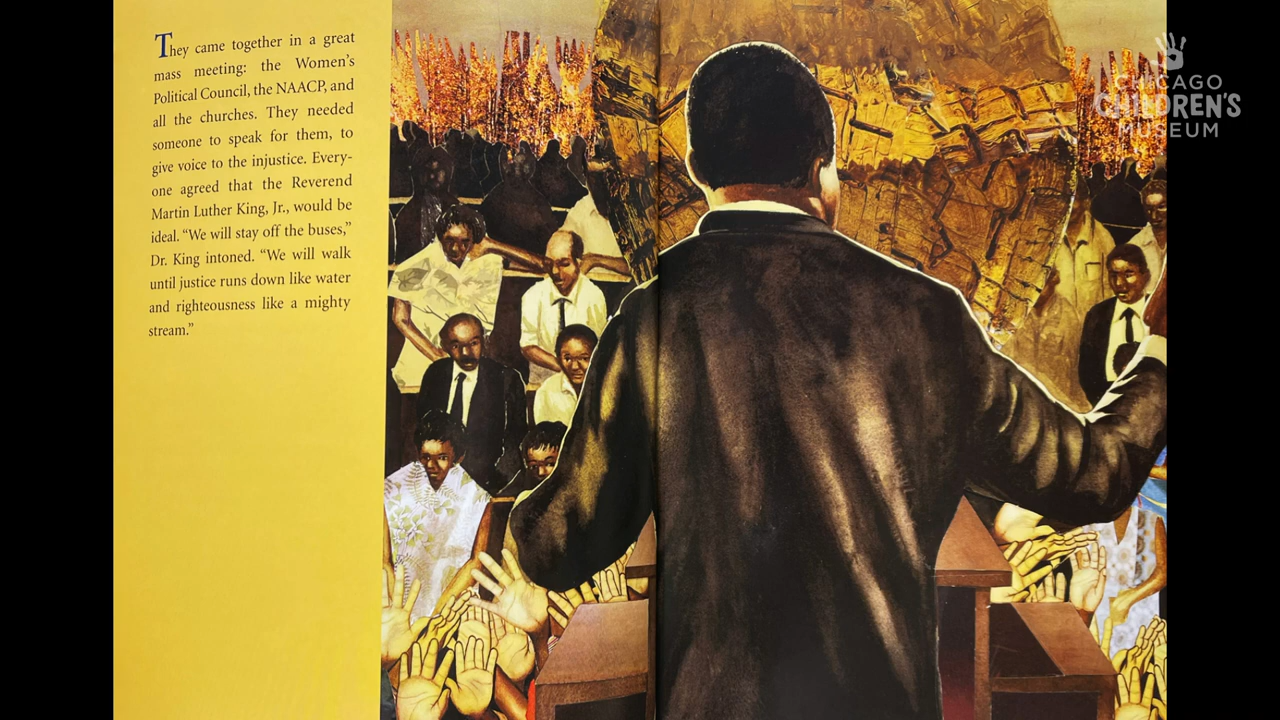 They came together in a great
mass meeting: the Women's
Political Council, the NAACP, and
all the churches. They needed
someone to speak for them, to
give voice to the injustice. Every-
one agreed that the Reverend
Martin Luther King, Jr., would be
ideal. “We will stay off the buses,”
Dr. King intoned. “We will walk
until justice runs down like water
and righteousness like a mighty
stream.”
CHICAGO
CHILDREN'S
MUSEUM